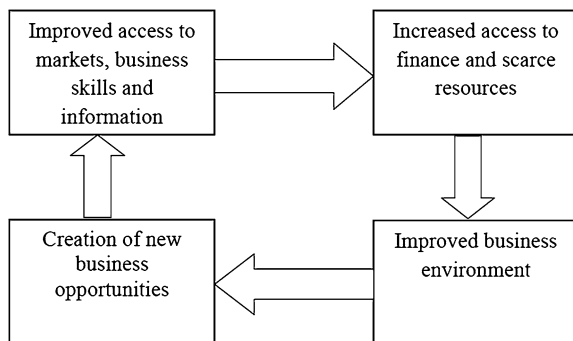 Improved access to
markets, business
skills and
information
Increased access to
finance and scarce
resources
Creation of new
business
opportunities
Improved business
environment